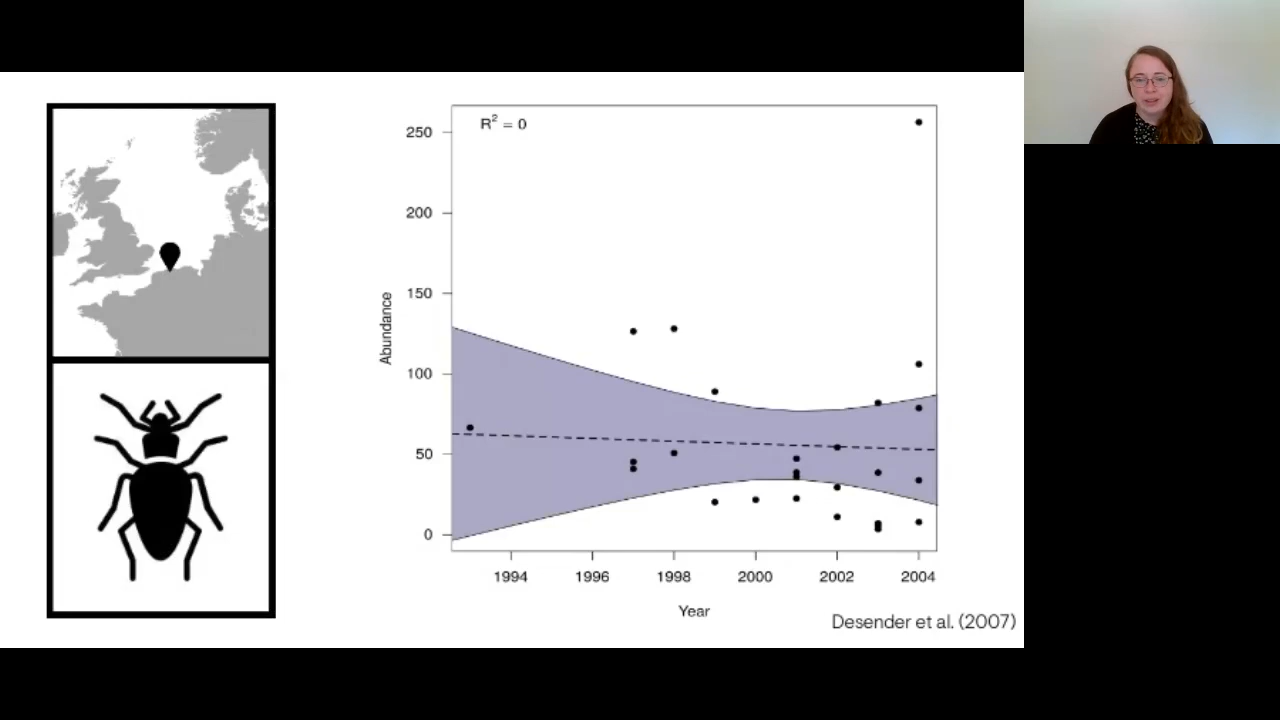 R² = 0
250
200
150
100
50
0
Abundance
1994 1996 1998 2000 2002 2004
Year
Desender et al. (2007)